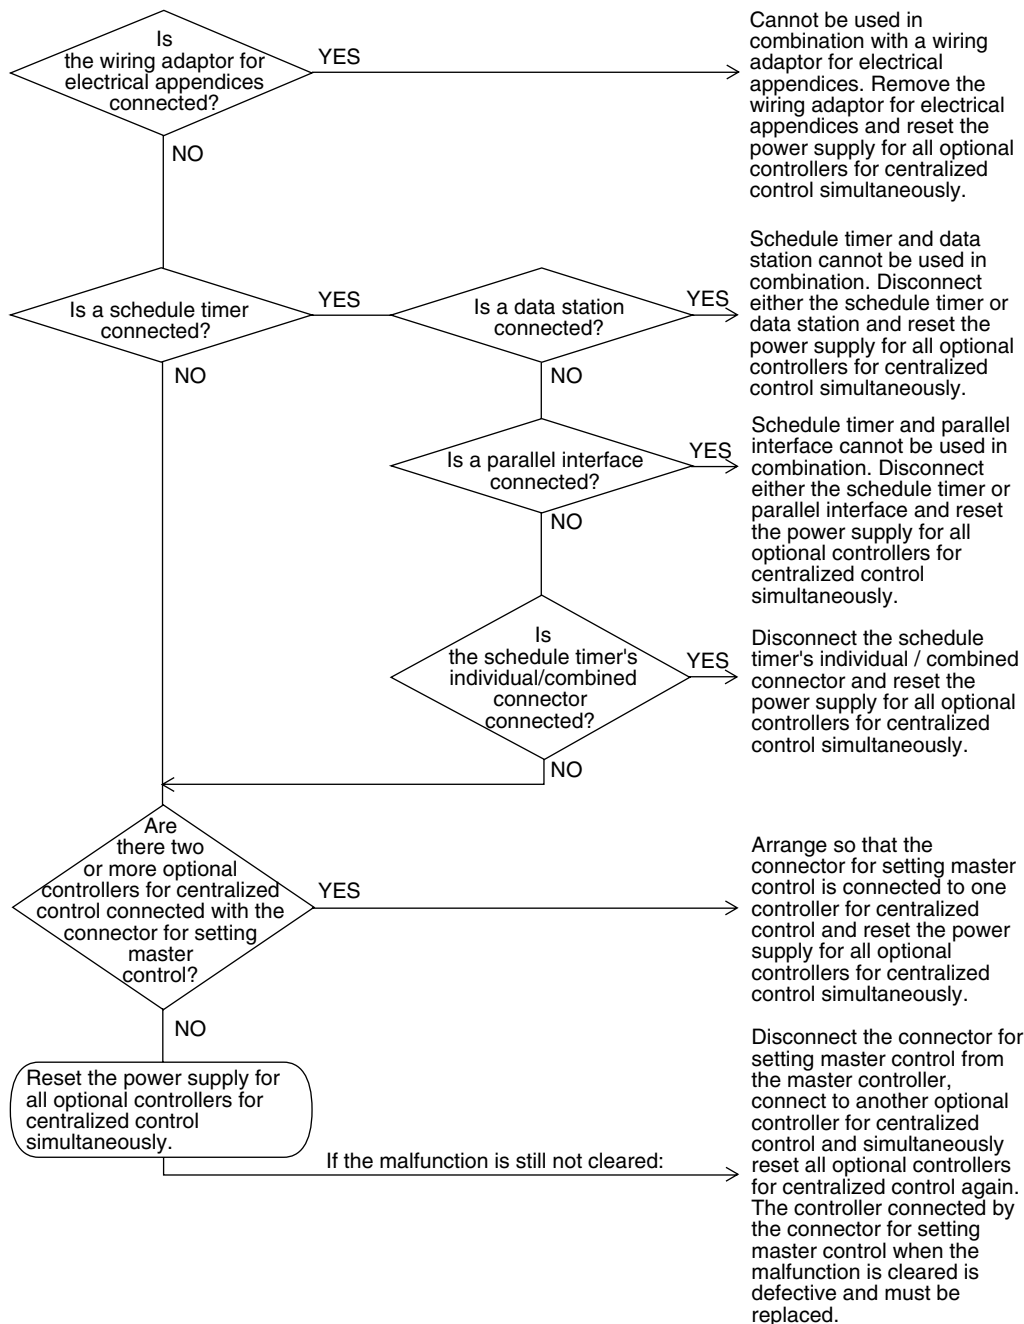 Is
the wiring adaptor for
electrical appendices
connected?
YES
Cannot be used in
combination with a wiring
adaptor for electrical
appendices. Remove the
wiring adaptor for electrical
appendices and reset the
power supply for all optional
controllers for centralized
control simultaneously.
NO
Is a schedule timer
connected?
YES
Is a data station
connected?
YES
Schedule timer and data
station cannot be used in
combination. Disconnect
either the schedule timer or
data station and reset the
power supply for all optional
controllers for centralized
control simultaneously.
NO
NO
Is a parallel interface
connected?
YES
Schedule timer and parallel
interface cannot be used in
combination. Disconnect
either the schedule timer or
parallel interface and reset
the power supply for all
optional controllers for
centralized control
simultaneously.
NO
Is
the schedule timer's
individual/combined
connector
connected?
YES
Disconnect the schedule
timer's individual / combined
connector and reset the
power supply for all optional
controllers for centralized
control simultaneously.
NO
Are
there two
or more optional
controllers for centralized
control connected with the
connector for setting
master
control?
YES
Arrange so that the
connector for setting master
control is connected to one
controller for centralized
control and reset the power
supply for all optional
controllers for centralized
control simultaneously.
NO
Reset the power supply for
all optional controllers for
centralized control
simultaneously.
If the malfunction is still not cleared:
Disconnect the connector for
setting master control from
the master controller,
connect to another optional
controller for centralized
control and simultaneously
reset all optional controllers
for centralized control again.
The controller connected by
the connector for setting
master control when the
malfunction is cleared is
defective and must be
replaced.